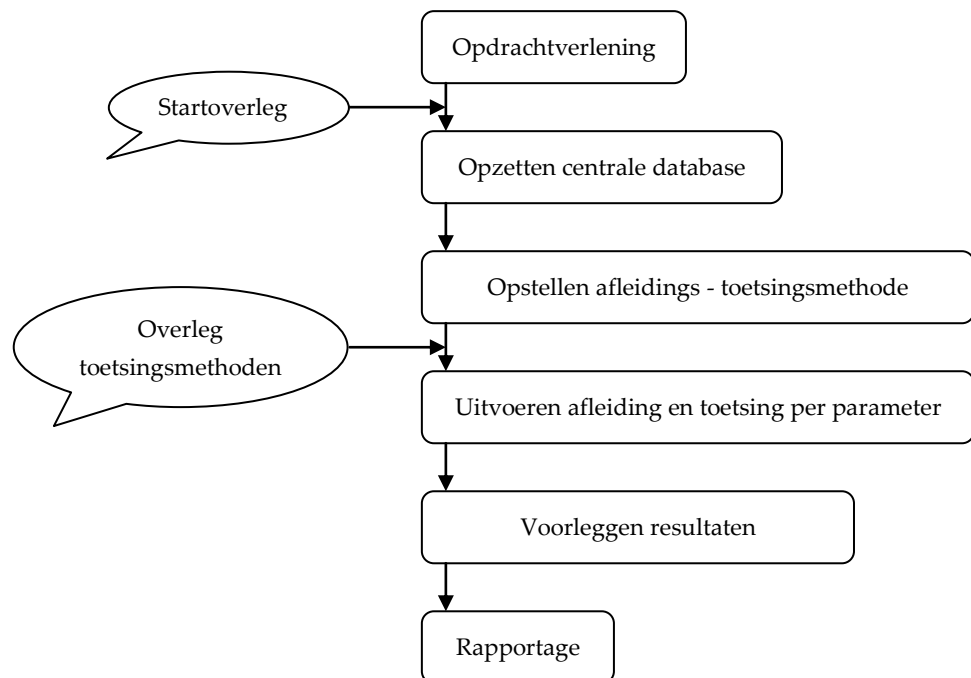 Opdrachtverlening
Startoverleg
Opzetten centrale database
Opstellen afleidings - toetsingsmethode
Overleg
toetsingsmethoden
Uitvoeren afleiding en toetsing per parameter
Voorleggen resultaten
Rapportage